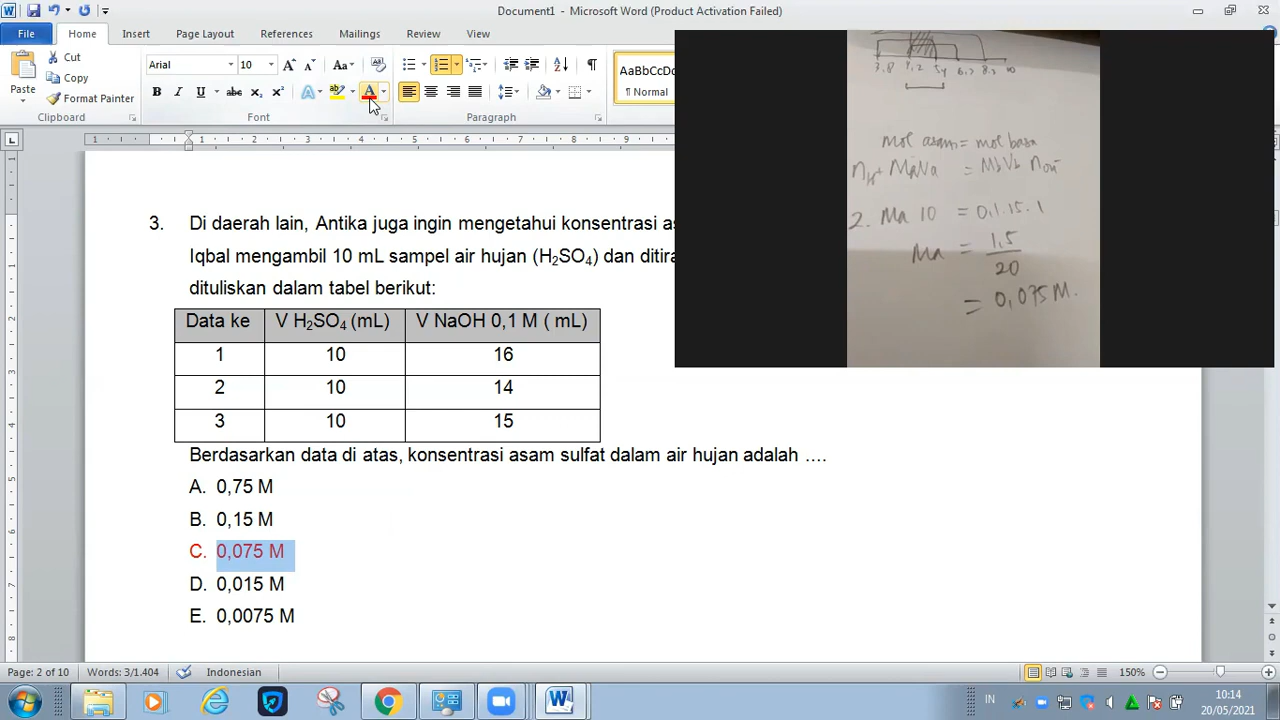 Document1 - Microsoft Word (Product Activation Failed)
File Home Insert Page Layout References Mailings Review View
Paste
Cut
Copy
Format Painter
Clipboard
Arial 10
Font
Paragraph
AaBbCcDc
¶ Normal
3. Di daerah lain, Antika juga ingin mengetahui konsentrasi
Iqbal mengambil 10 mL sampel air hujan (H₂SO₄) dan
dituliskan dalam tabel berikut:
Data ke V H₂SO₄ (mL) V NaOH 0,1 M ( mL)
1 10 16
2 10 14
3 10 15
Berdasarkan data di atas, konsentrasi asam sulfat dalam air hujan adalah ….
A. 0,75 M
B. 0,15 M
C. 0,075 M
D. 0,015 M
E. 0,0075 M
mol asam = mol basa
= MbVb
2. Ma 10 = 0,1.15.1
Ma = 1,5
20
= 0,075 M.
Page: 2 of 10 Words: 3/1.404 Indonesian 150%
IN 10:14
20/05/2021